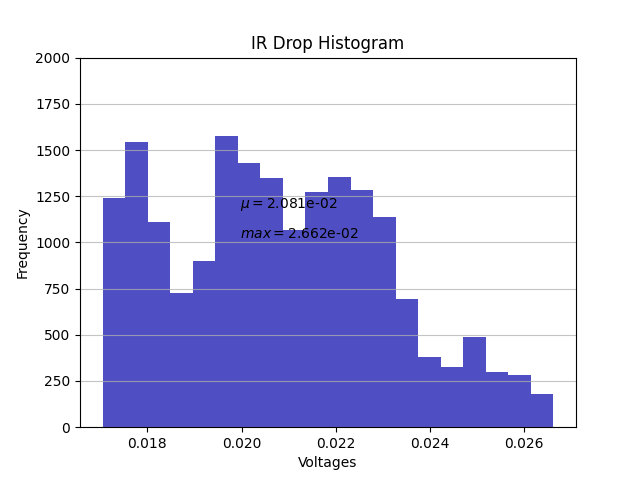 IR Drop Histogram
2000
1750
1500
1250
1000
750
500
250
0
Frequency
μ = 2.081e-02
max = 2.662e-02
0.018 0.020 0.022 0.024 0.026
Voltages